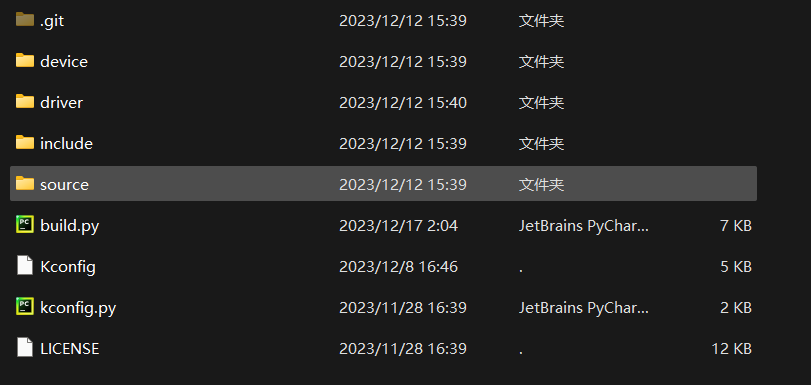 .git 2023/12/12 15:39 文件夹
device 2023/12/12 15:39 文件夹
driver 2023/12/12 15:40 文件夹
include 2023/12/12 15:39 文件夹
source 2023/12/12 15:39 文件夹
PC build.py 2023/12/17 2:04 JetBrains PyChar... 7 KB
Kconfig 2023/12/8 16:46 . 5 KB
PC kconfig.py 2023/11/28 16:39 JetBrains PyChar... 2 KB
LICENSE 2023/11/28 16:39 . 12 KB